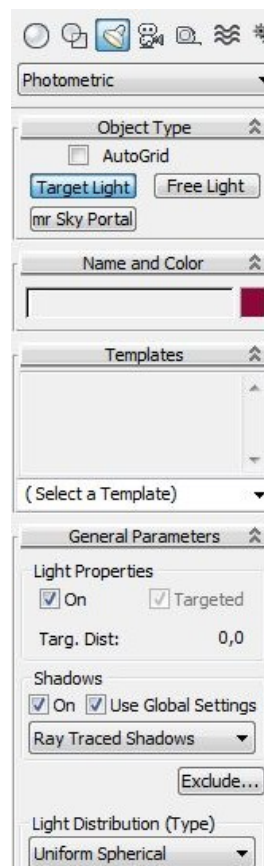 Photometric
Object Type
AutoGrid
Target Light Free Light
mr Sky Portal
Name and Color
Templates
(Select a Template)
General Parameters
Light Properties
On Targeted
Targ. Dist: 0,0
Shadows
On Use Global Settings
Ray Traced Shadows
Exclude...
Light Distribution (Type)
Uniform Spherical